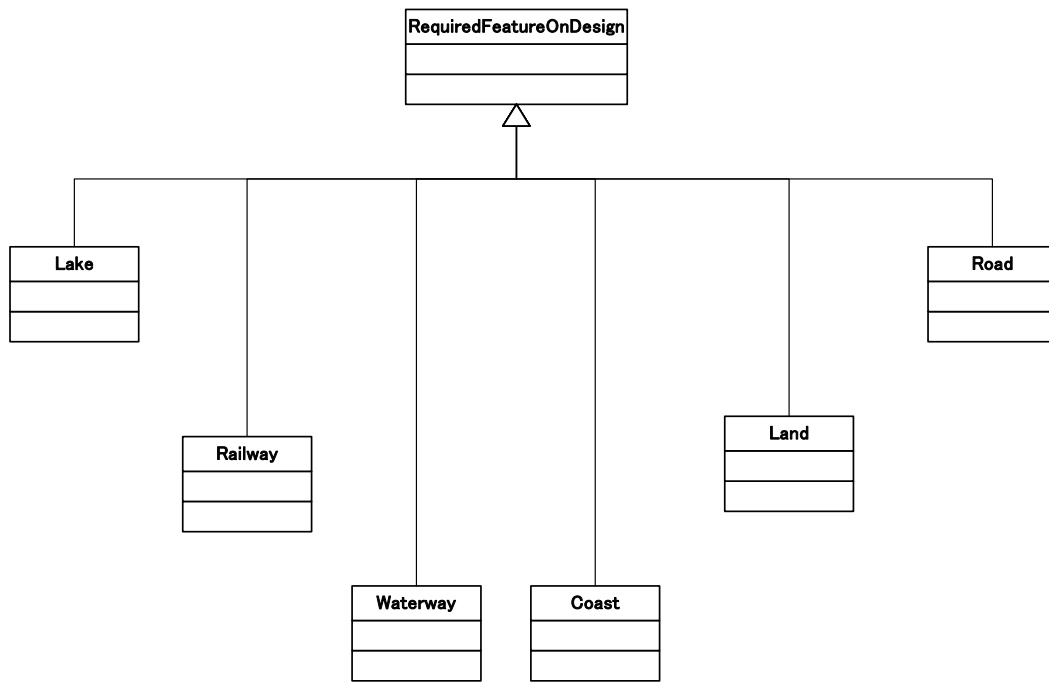 RequiredFeatureOnDesign
Lake
Road
Railway
Land
Waterway
Coast